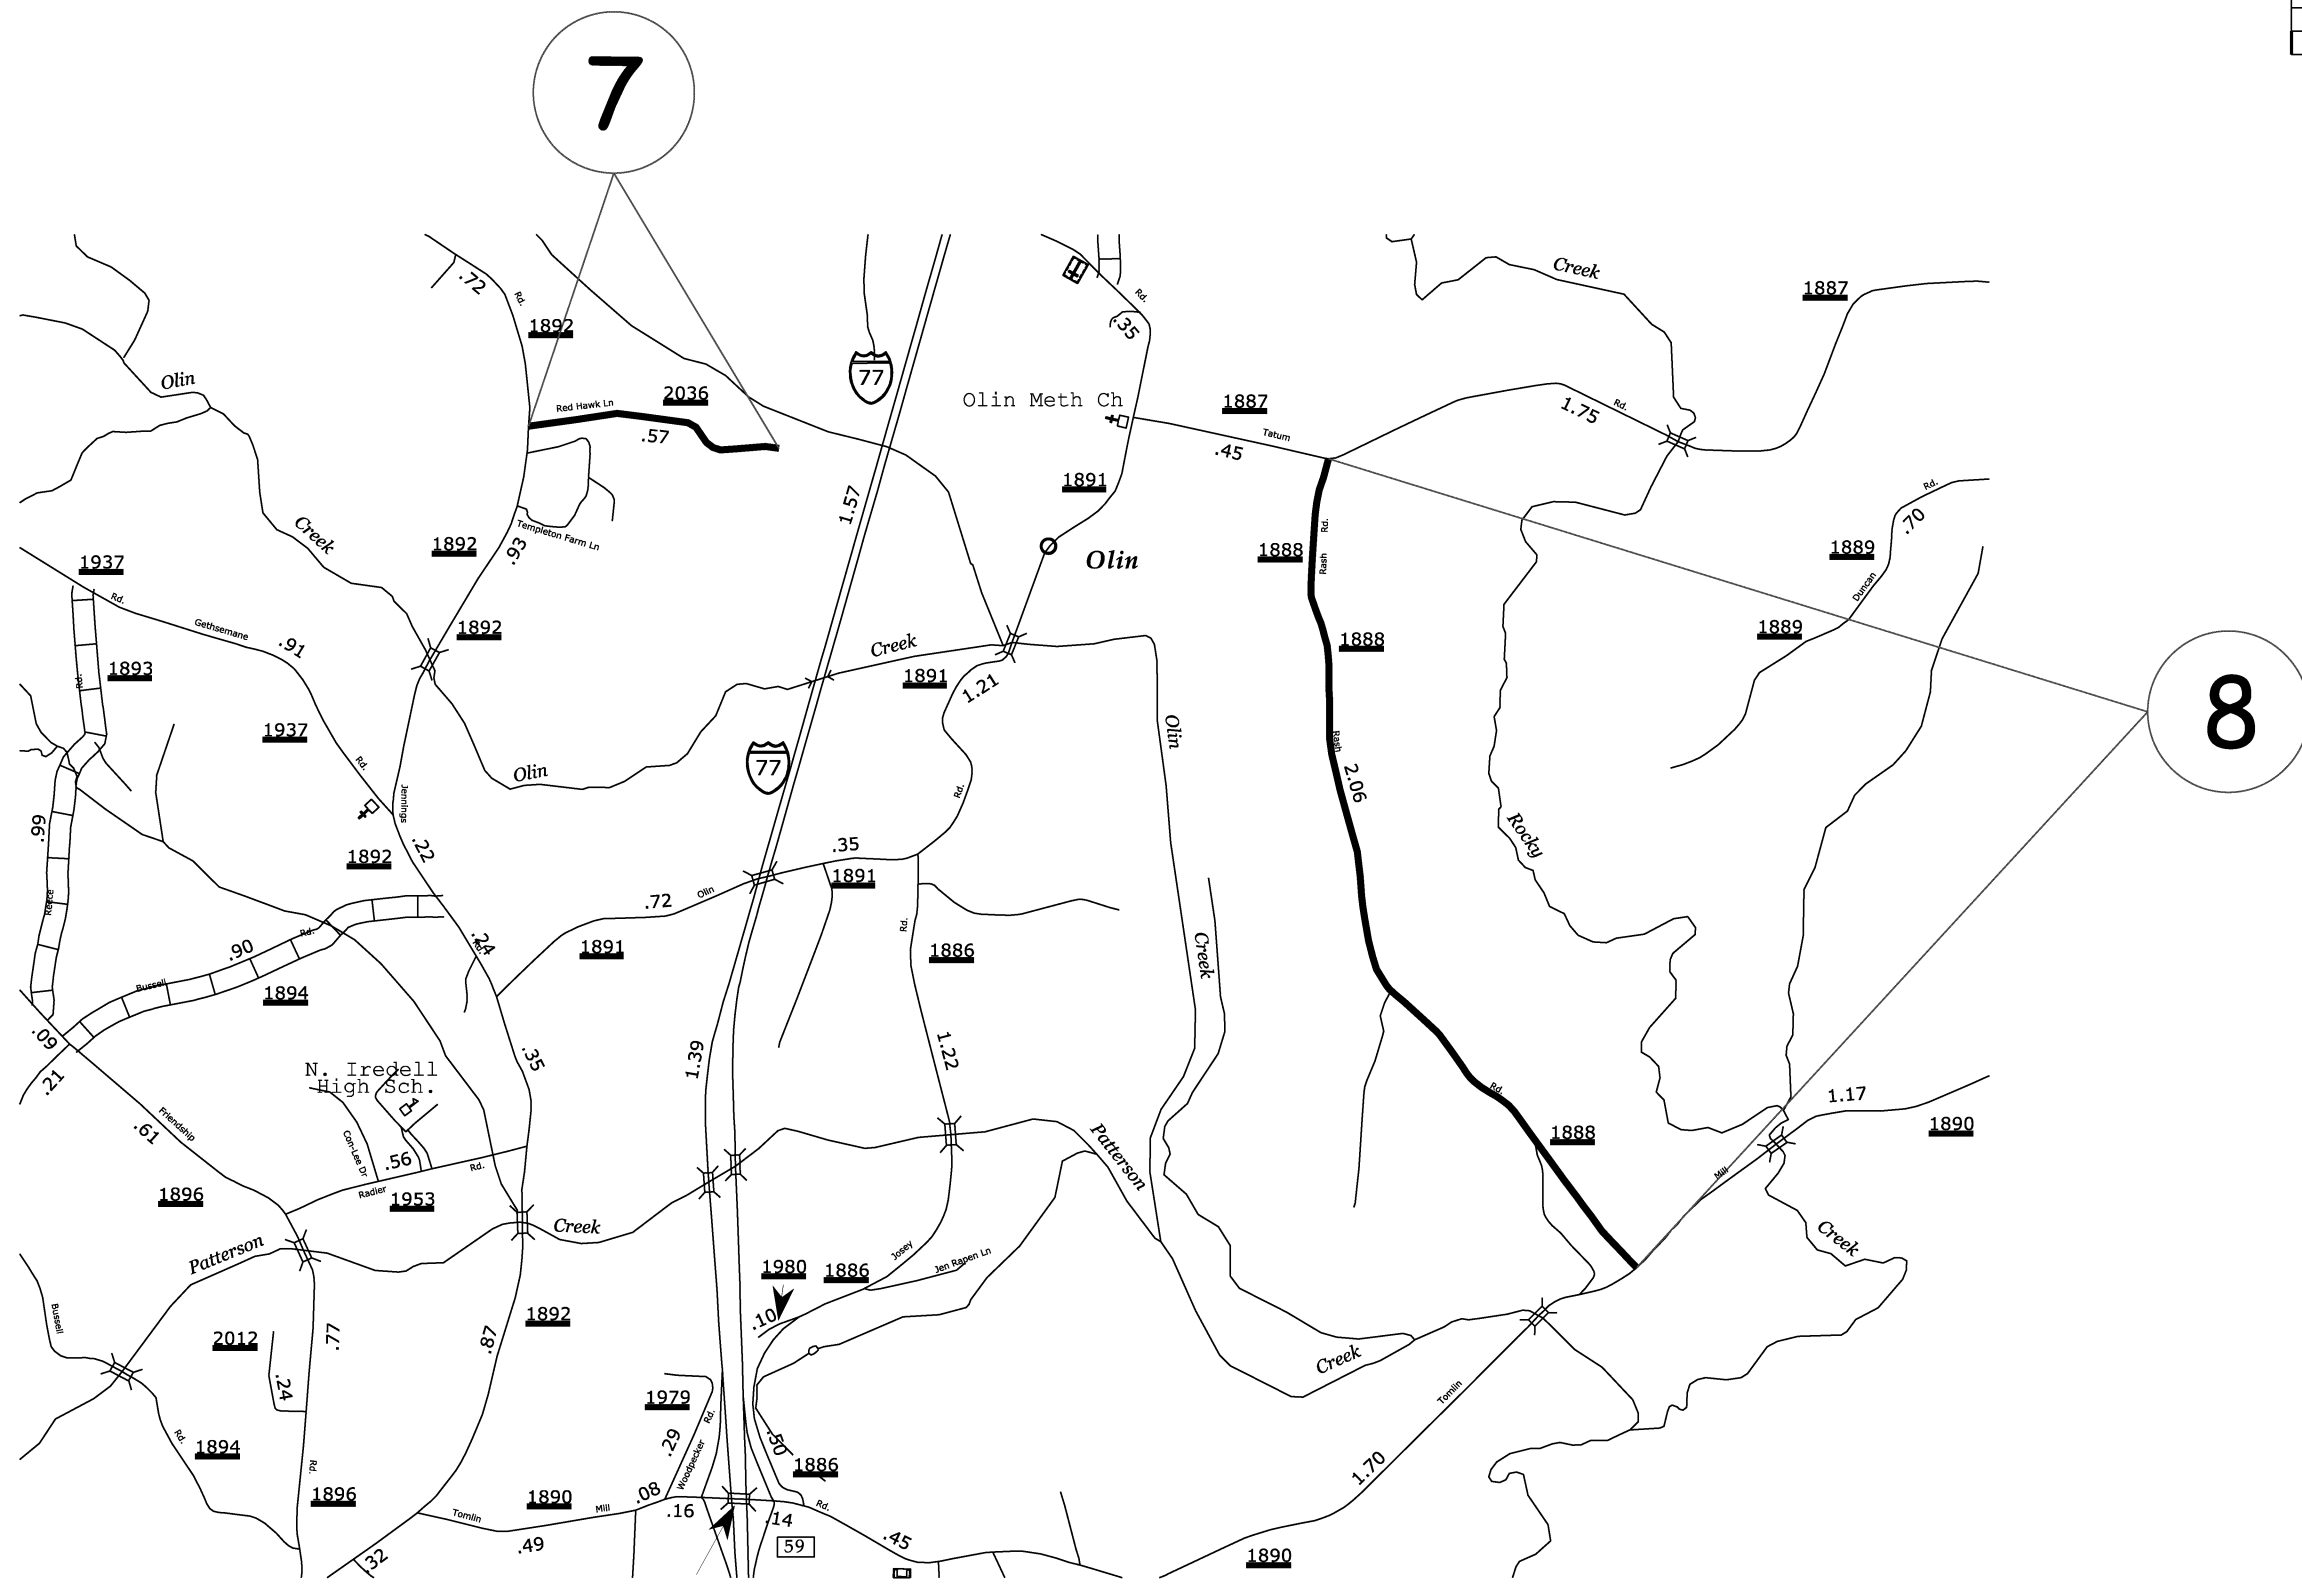 7
Creek
1887
.72
Rd.
Rd.
.35
1892
77
Olin
2036
Red Hawk Ln
.57
Olin Meth Ch
1887
Tatum
.45
1.75
Rd.
1891
1.57
Rd.
.70
Creek
Templeton Farm Ln
1892
.93
Olin
Rd.
Rash
1888
1889
Duncan
1937
Rd.
Gethsemane
.91
1892
Creek
1891
1.21
1888
1889
1893
Rd.
1937
Rd.
Olin
77
Olin
Rash
2.06
8
Jennings
Rd.
.99
.22
1892
.35
1891
Rocky
Reece
.72
Olin
Rd.
.24
Rd.
Rd.
.90
Bussell
1894
1891
1886
Creek
.09
.21
N. Iredell
High Sch.
.35
1.39
1.22
Rd.
1.17
1890
Friendship
.61
Con-Lee Dr
.56
Rd.
Radier
1953
1896
Patterson
1888
Mill
Patterson
Creek
Creek
Josey
Jen Rapen Ln
1980
1886
.10
Bussell
1892
2012
.77
.87
.24
Creek
Tomlin
1979
Rd.
.29
Woodpecker
.50
1886
Rd.
1894
Rd.
1896
1890
.08
.16
.14
Rd.
Tomlin
Mill
.49
59
.45
.32
1.70
1890